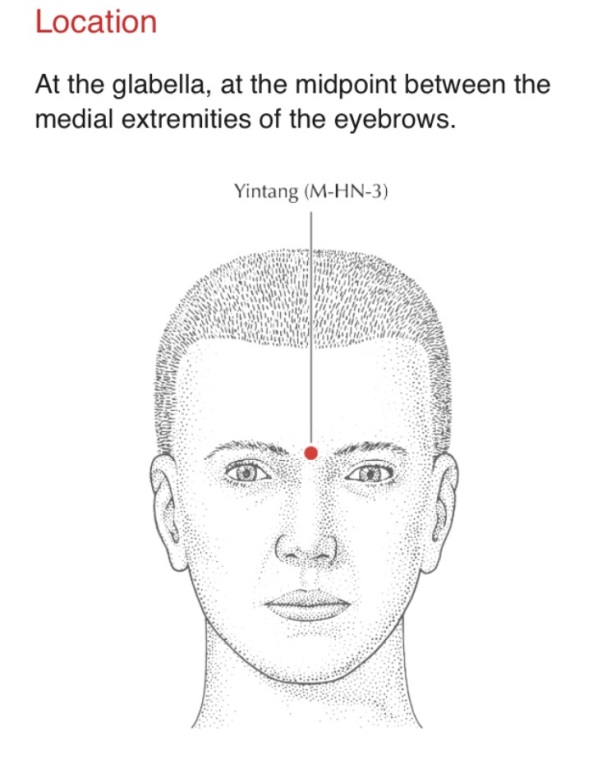 Location
At the glabella, at the midpoint between the
medial extremities of the eyebrows.
Yintang (M-HN-3)